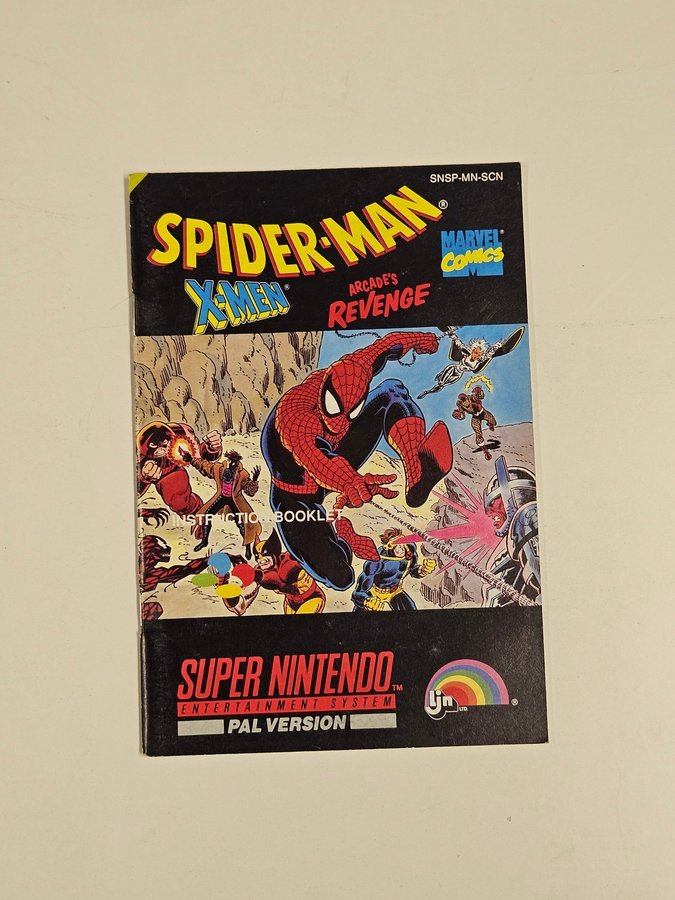 SNSP-MN-SCN
SPIDER-MAN®
MARVEL®
COMICS
X-MEN®
ARCADE'S
REVENGE
INSTRUCTION BOOKLET
SUPER NINTENDO™
ENTERTAINMENT SYSTEM
PAL VERSION
ljn LTD. ®